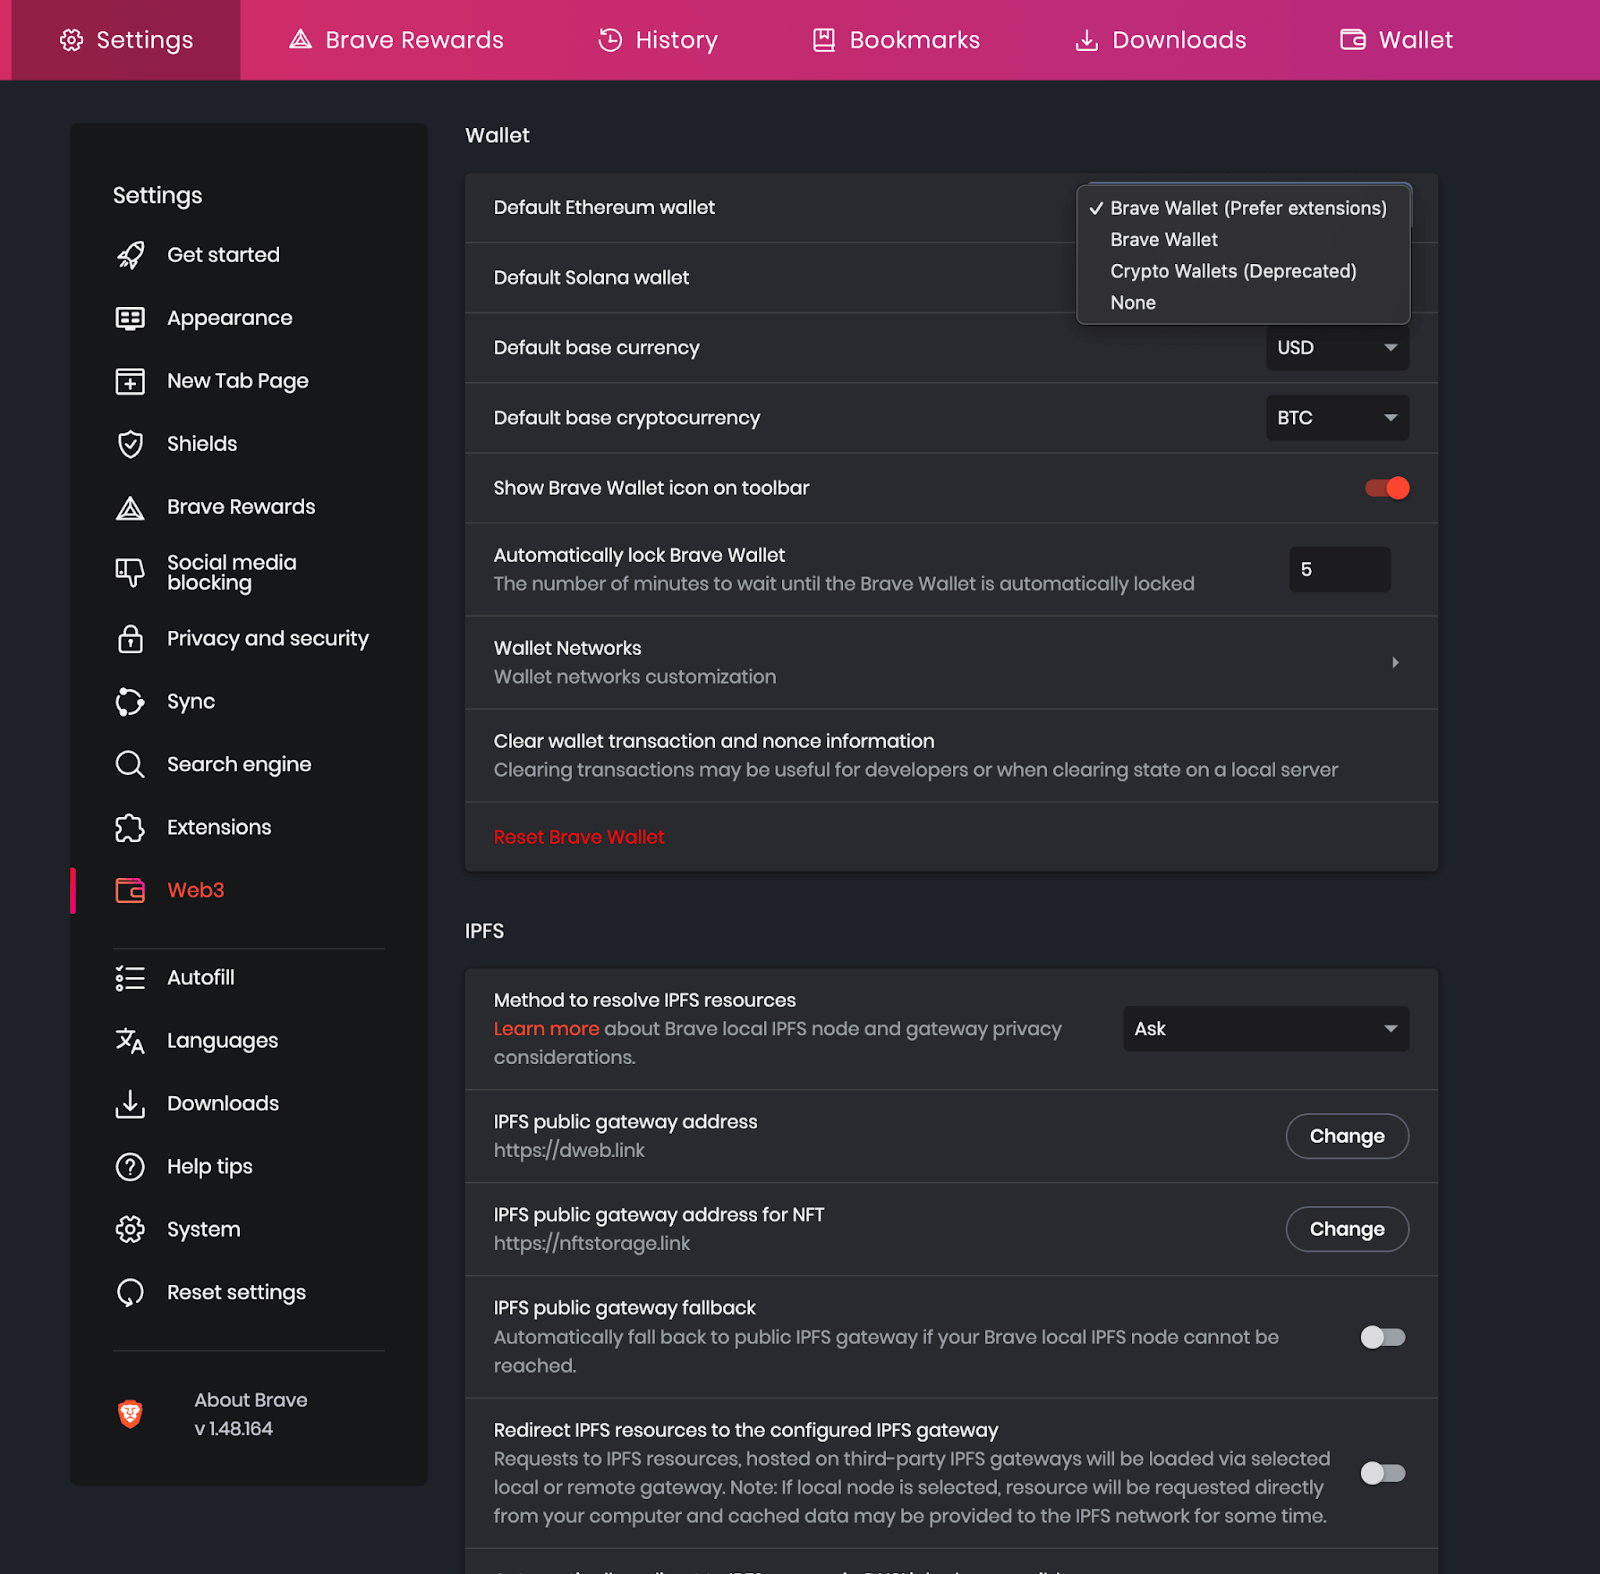 Settings
Brave Rewards
History
Bookmarks
Downloads
Wallet
Settings
Get started
Appearance
New Tab Page
Shields
Brave Rewards
Social media
blocking
Privacy and security
Sync
Search engine
Extensions
Web3
Autofill
Languages
Downloads
Help tips
System
Reset settings
About Brave
v 1.48.164
Wallet
Default Ethereum wallet
Brave Wallet (Prefer extensions)
Brave Wallet
Crypto Wallets (Deprecated)
None
Default Solana wallet
Default base currency
USD
Default base cryptocurrency
BTC
Show Brave Wallet icon on toolbar
Automatically lock Brave Wallet
The number of minutes to wait until the Brave Wallet is automatically locked
5
Wallet Networks
Wallet networks customization
Clear wallet transaction and nonce information
Clearing transactions may be useful for developers or when clearing state on a local server
Reset Brave Wallet
IPFS
Method to resolve IPFS resources
Learn more about Brave local IPFS node and gateway privacy
considerations.
Ask
IPFS public gateway address
https://dweb.link
Change
IPFS public gateway address for NFT
https://nftstorage.link
Change
IPFS public gateway fallback
Automatically fall back to public IPFS gateway if your Brave local IPFS node cannot be
reached.
Redirect IPFS resources to the configured IPFS gateway
Requests to IPFS resources, hosted on third-party IPFS gateways will be loaded via selected
local or remote gateway. Note: If local node is selected, resource will be requested directly
from your computer and cached data may be provided to the IPFS network for some time.